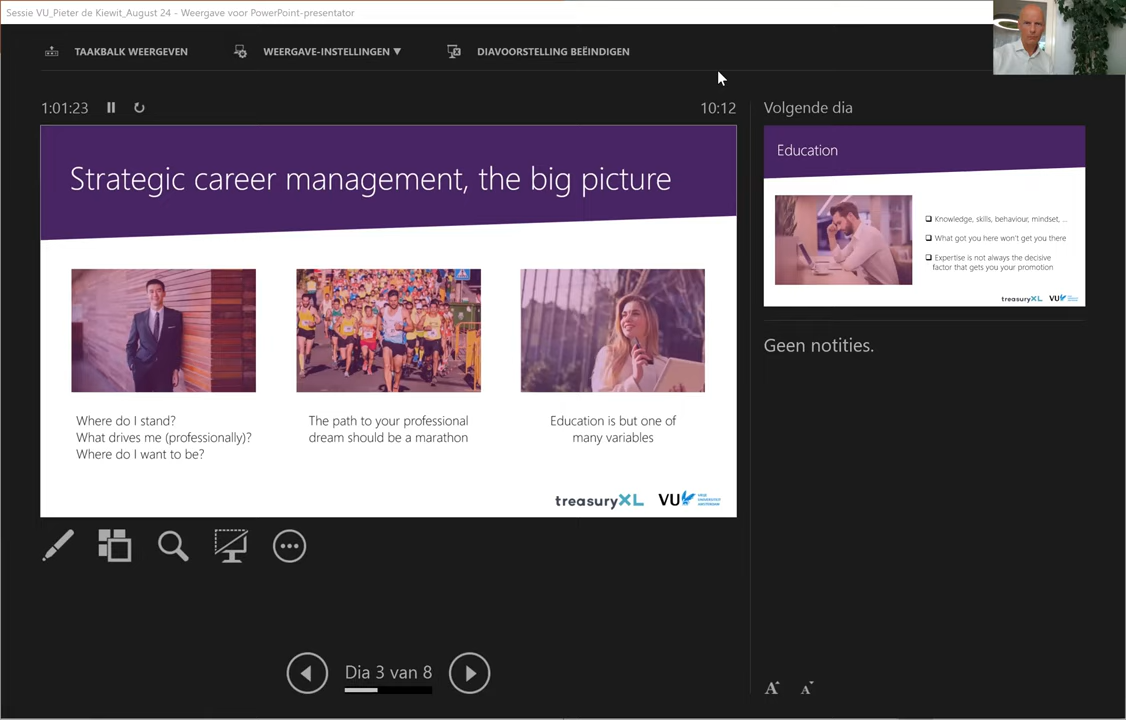 Sessie VU_Pieter de Kiewit_August 24 - Weergave voor PowerPoint-presentator
TAAKBALK WEERGEVEN
WEERGAVE-INSTELLINGEN ▼
DIAVOORSTELLING BEËINDIGEN
1:01:23
10:12
Strategic career management, the big picture
Where do I stand?
What drives me (professionally)?
Where do I want to be?
The path to your professional
dream should be a marathon
Education is but one of
many variables
treasuryXL
VU
Volgende dia
Education
Knowledge, skills, behaviour, mindset, ...
What got you here won't get you there
Expertise is not always the decisive
factor that gets you your promotion
treasuryXL
VU
Geen notities.
Dia 3 van 8
A
A